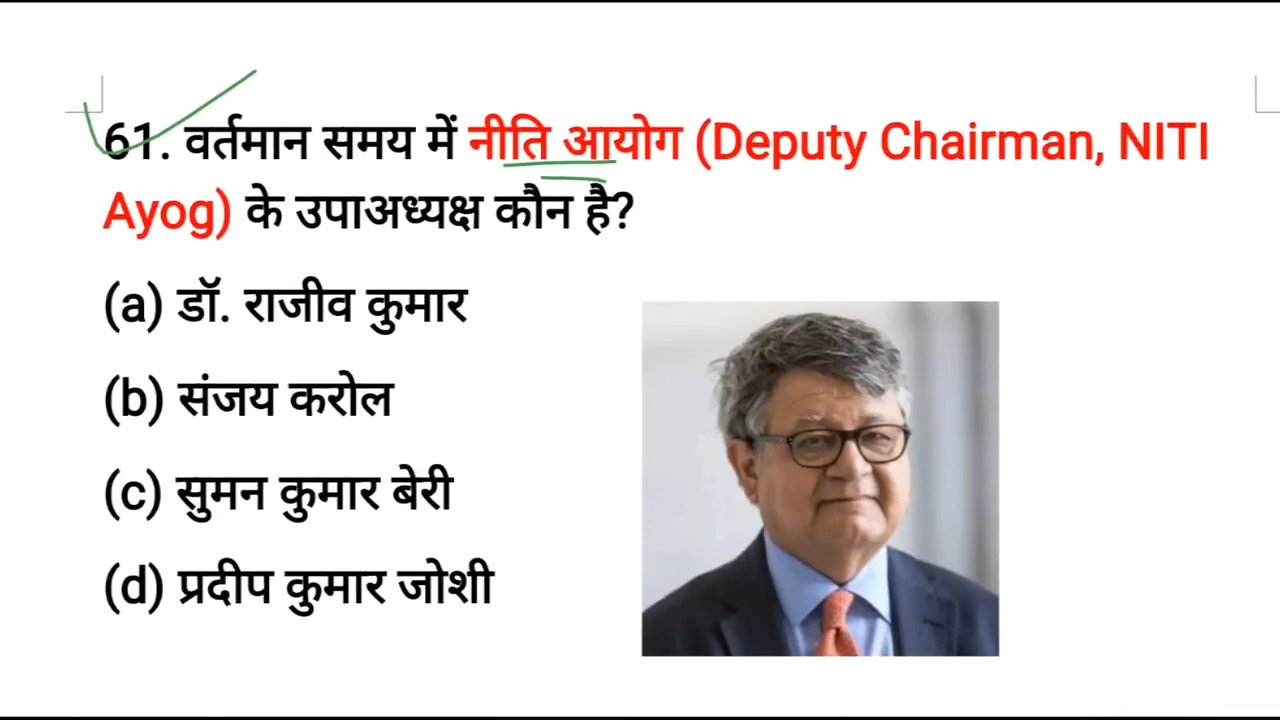 61. वर्तमान समय में नीति आयोग (Deputy Chairman, NITI
Ayog) के उपाअध्यक्ष कौन है?
(a) डॉ. राजीव कुमार
(b) संजय करोल
(c) सुमन कुमार बेरी
(d) प्रदीप कुमार जोशी